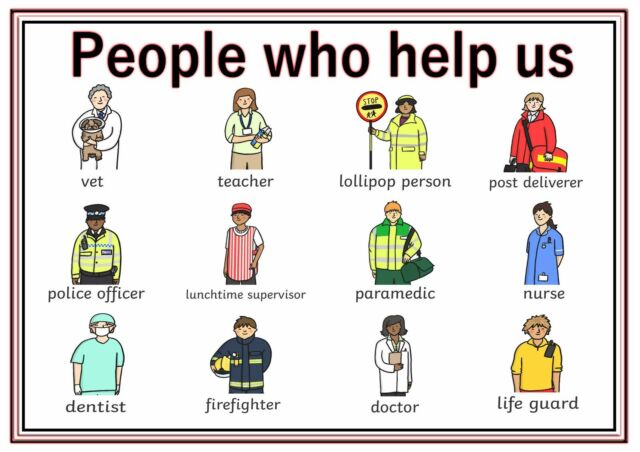 People who help us
STOP
vet
teacher
lollipop person
post deliverer
police officer
lunchtime supervisor
paramedic
nurse
dentist
firefighter
doctor
life guard